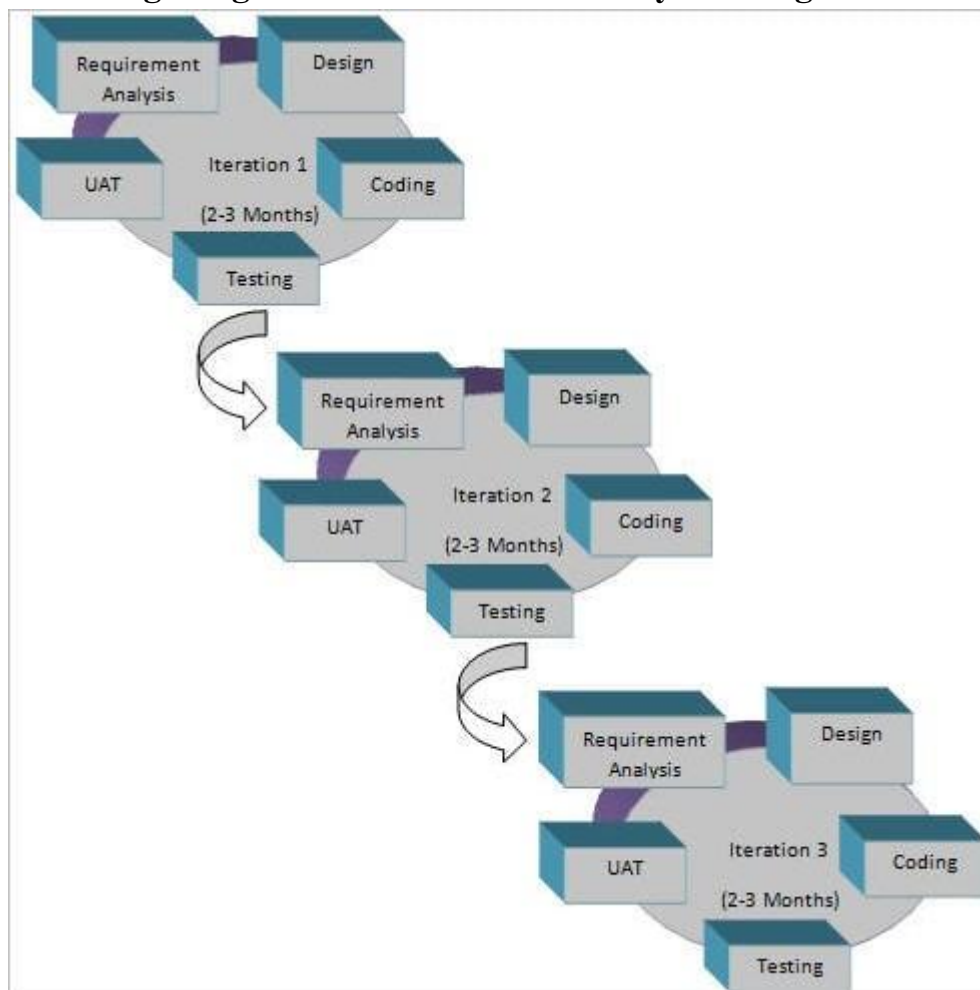 Requirement
Analysis
Design
Iteration 1
(2-3 Months)
UAT
Coding
Testing
Requirement
Analysis
Design
Iteration 2
(2-3 Months)
UAT
Coding
Testing
Requirement
Analysis
Design
Iteration 3
(2-3 Months)
UAT
Coding
Testing